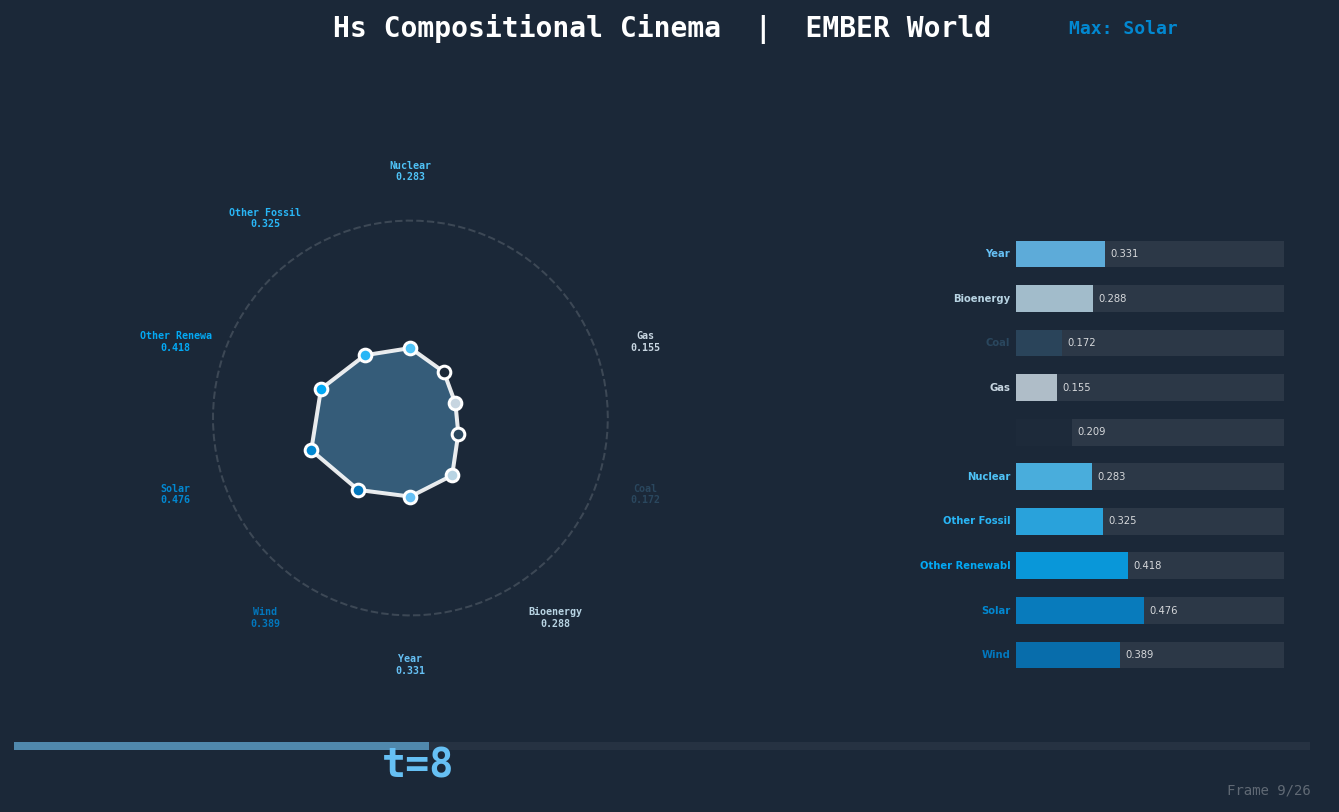 Hs Compositional Cinema | EMBER World
Max: Solar
Nuclear
0.283
Other Fossil
0.325
Other Renewa
0.418
Gas
0.155
Solar
0.476
Coal
0.172
Wind
0.389
Bioenergy
0.288
Year
0.331
Year 0.331
Bioenergy 0.288
Coal 0.172
Gas 0.155
0.209
Nuclear 0.283
Other Fossil 0.325
Other Renewabl 0.418
Solar 0.476
Wind 0.389
t=8
Frame 9/26